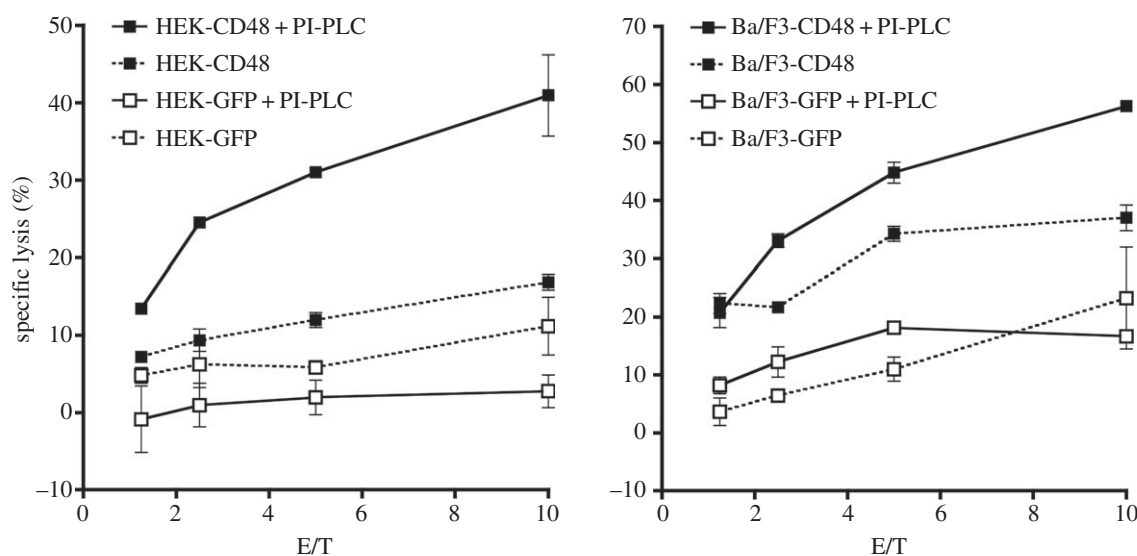 50
40
30
20
10
0
–10
specific lysis (%)
HEK-CD48 + PI-PLC
HEK-CD48
HEK-GFP + PI-PLC
HEK-GFP
0 2 4 6 8 10
E/T
70
60
50
40
30
20
10
0
–10
Ba/F3-CD48 + PI-PLC
Ba/F3-CD48
Ba/F3-GFP + PI-PLC
Ba/F3-GFP
0 2 4 6 8 10
E/T